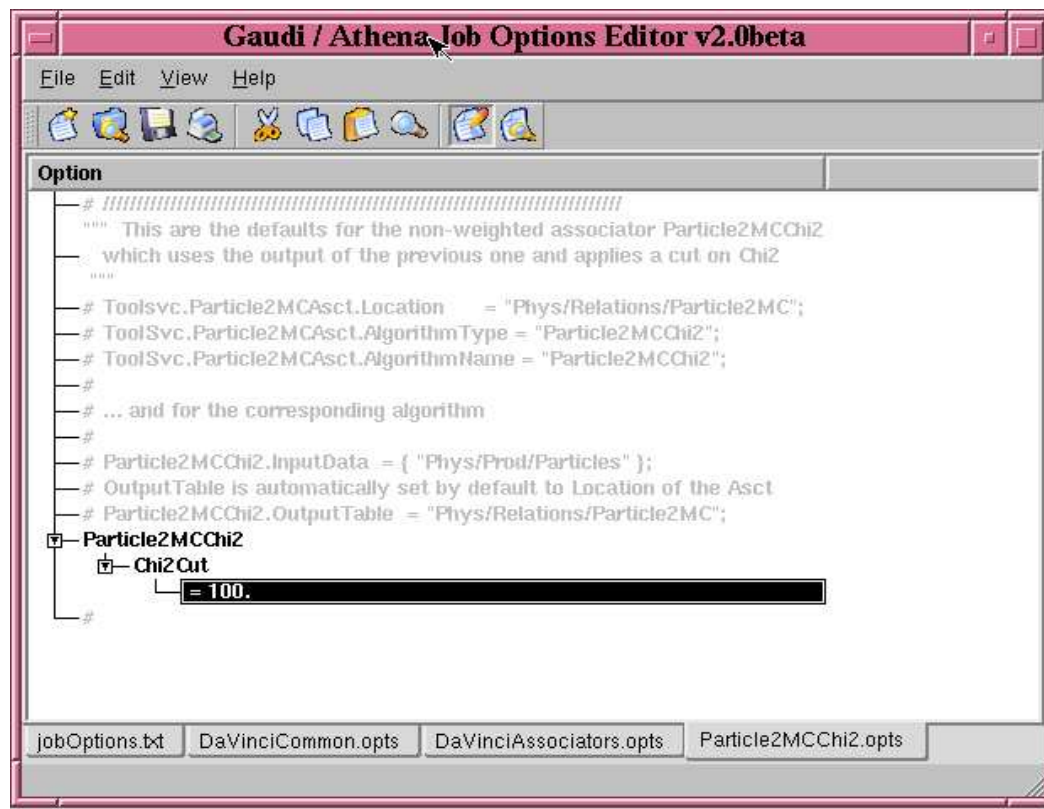 Gaudi / Athena Job Options Editor v2.0beta
File Edit View Help
Option
# ////////////////////////////////////////////////////////////////////////////
""" This are the defaults for the non-weighted associator Particle2MCChi2
which uses the output of the previous one and applies a cut on Chi2
"""
# Toolsvc.Particle2MCAsct.Location = "Phys/Relations/Particle2MC";
# ToolSvc.Particle2MCAsct.AlgorithmType = "Particle2MCChi2";
# ToolSvc.Particle2MCAsct.AlgorithmName = "Particle2MCChi2";
#
# ... and for the corresponding algorithm
#
# Particle2MCChi2.InputData = { "Phys/Prod/Particles" };
# OutputTable is automatically set by default to Location of the Asct
# Particle2MCChi2.OutputTable = "Phys/Relations/Particle2MC";
Particle2MCChi2
Chi2Cut
= 100.
#
jobOptions.txt DaVinciCommon.opts DaVinciAssociators.opts Particle2MCChi2.opts